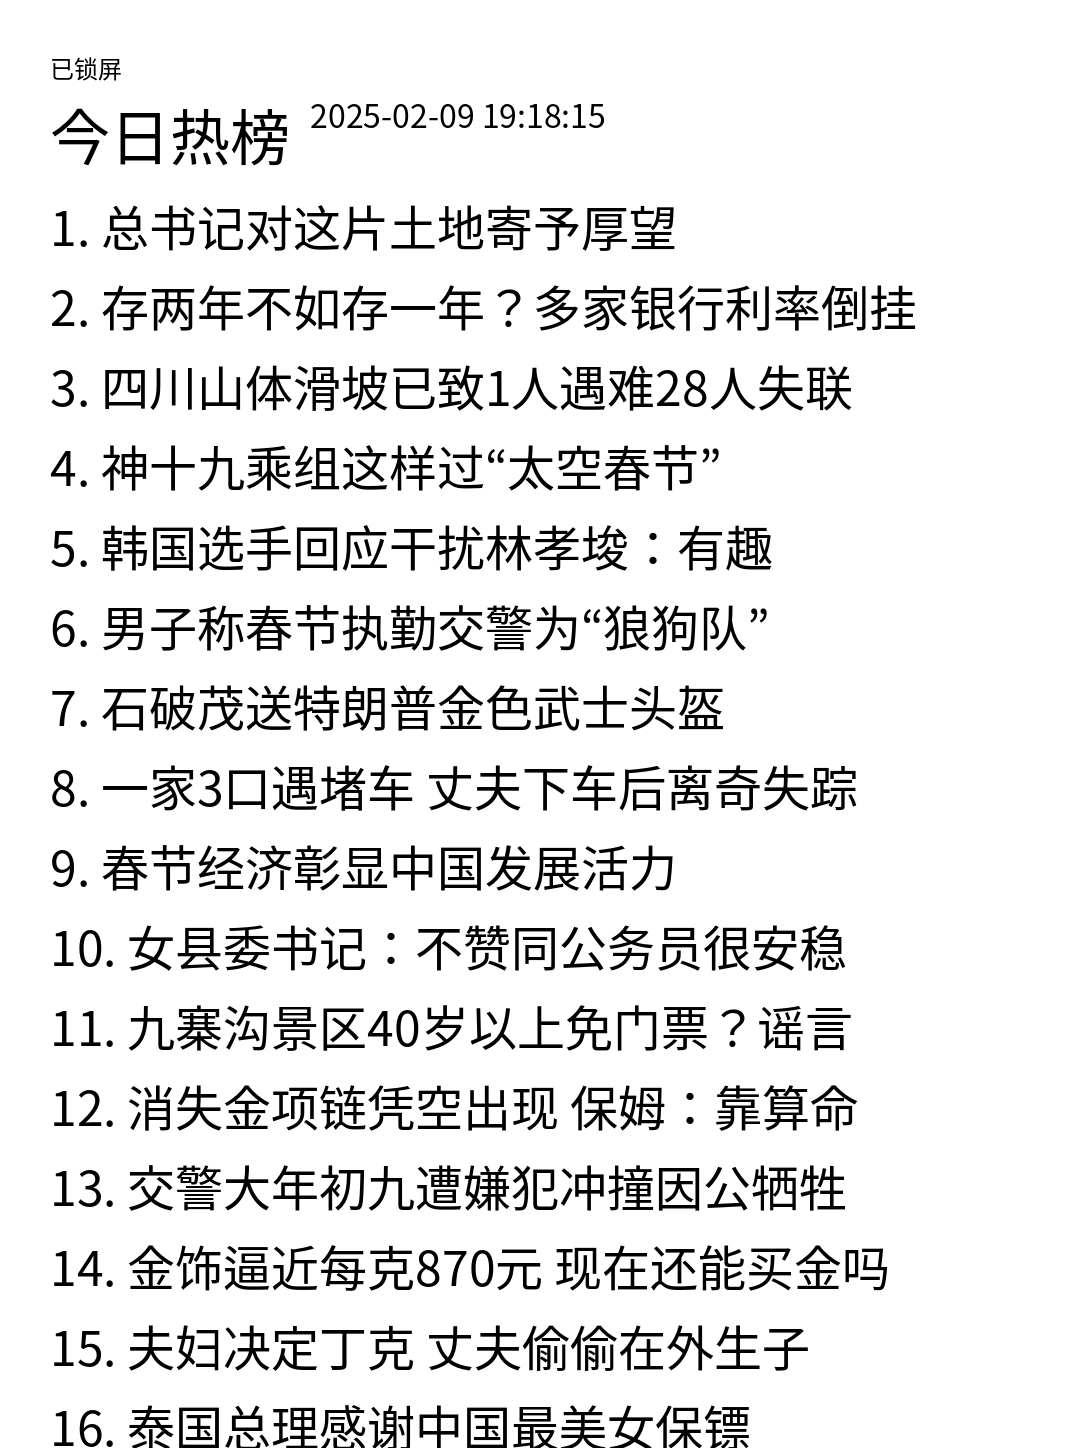 已锁屏
今日热榜 2025-02-09 19:18:15
1. 总书记对这片土地寄予厚望
2. 存两年不如存一年？多家银行利率倒挂
3. 四川山体滑坡已致1人遇难28人失联
4. 神十九乘组这样过“太空春节”
5. 韩国选手回应干扰林孝埈：有趣
6. 男子称春节执勤交警为“狼狗队”
7. 石破茂送特朗普金色武士头盔
8. 一家3口遇堵车 丈夫下车后离奇失踪
9. 春节经济彰显中国发展活力
10. 女县委书记：不赞同公务员很安稳
11. 九寨沟景区40岁以上免门票？谣言
12. 消失金项链凭空出现 保姆：靠算命
13. 交警大年初九遭嫌犯冲撞因公牺牲
14. 金饰逼近每克870元 现在还能买金吗
15. 夫妇决定丁克 丈夫偷偷在外生子
16. 泰国总理感谢中国最美女保镖